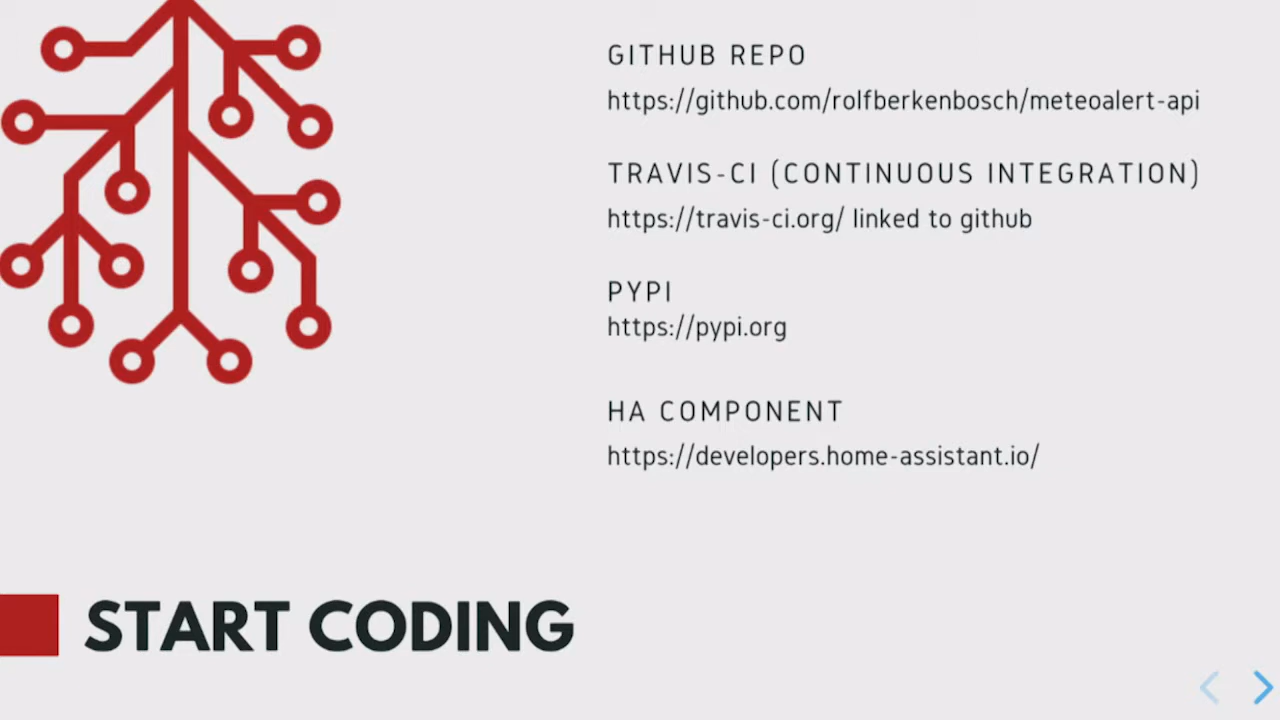 GITHUB REPO
https://github.com/rolfberkenbosch/meteoalert-api
TRAVIS-CI (CONTINUOUS INTEGRATION)
https://travis-ci.org/ linked to github
PYPI
https://pypi.org
HA COMPONENT
https://developers.home-assistant.io/
START CODING